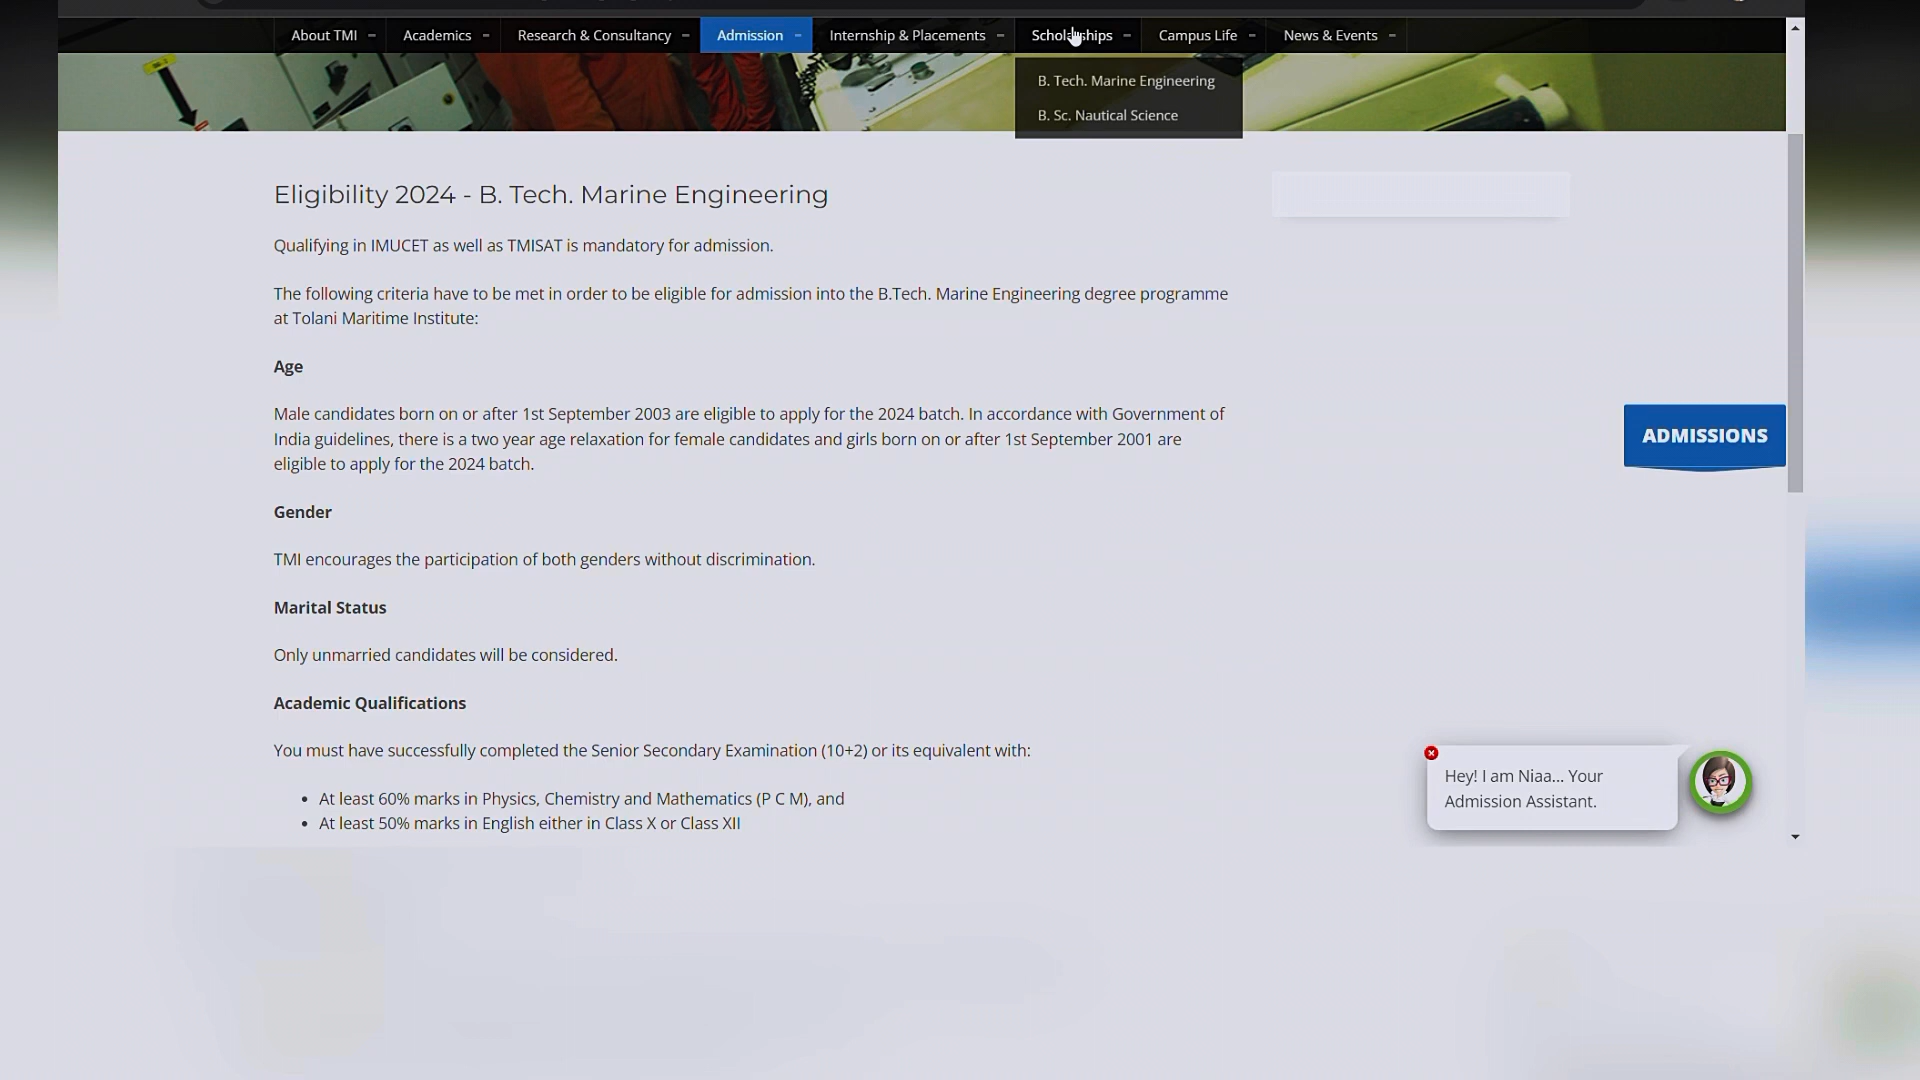 About TMI
Academics
Research & Consultancy
Admission
Internship & Placements
Scholarships
Campus Life
News & Events
B. Tech. Marine Engineering
B. Sc. Nautical Science
Eligibility 2024 - B. Tech. Marine Engineering
Qualifying in IMUCET as well as TMISAT is mandatory for admission.
The following criteria have to be met in order to be eligible for admission into the B.Tech. Marine Engineering degree programme
at Tolani Maritime Institute:
Age
Male candidates born on or after 1st September 2003 are eligible to apply for the 2024 batch. In accordance with Government of
India guidelines, there is a two year age relaxation for female candidates and girls born on or after 1st September 2001 are
eligible to apply for the 2024 batch.
ADMISSIONS
Gender
TMI encourages the participation of both genders without discrimination.
Marital Status
Only unmarried candidates will be considered.
Academic Qualifications
You must have successfully completed the Senior Secondary Examination (10+2) or its equivalent with:
• At least 60% marks in Physics, Chemistry and Mathematics (P C M), and
• At least 50% marks in English either in Class X or Class XII
Hey! I am Niaa... Your
Admission Assistant.